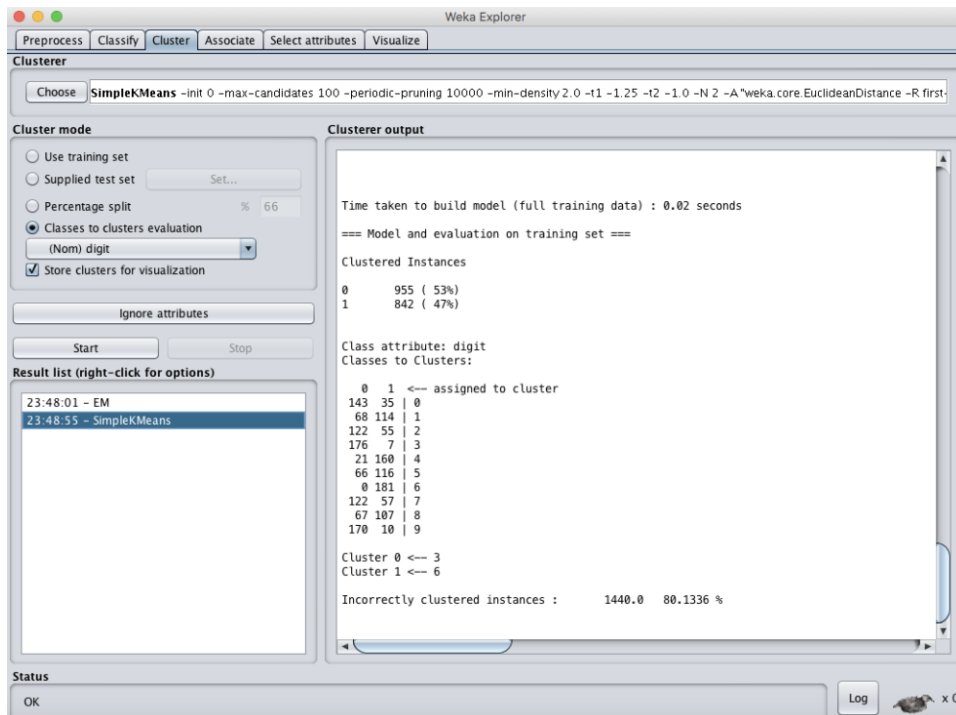 Weka Explorer
Preprocess Classify Cluster Associate Select attributes Visualize
Clusterer
Choose SimpleKMeans -init 0 -max-candidates 100 -periodic-pruning 10000 -min-density 2.0 -t1 -1.25 -t2 -1.0 -N 2 -A "weka.core.EuclideanDistance -R first-
Cluster mode
Use training set
Supplied test set Set...
Percentage split % 66
Classes to clusters evaluation
(Nom) digit
Store clusters for visualization
Ignore attributes
Start Stop
Result list (right-click for options)
23:48:01 - EM
23:48:55 - SimpleKMeans
Clusterer output
Time taken to build model (full training data) : 0.02 seconds
=== Model and evaluation on training set ===
Clustered Instances
0 955 ( 53%)
1 842 ( 47%)
Class attribute: digit
Classes to Clusters:
0 1 <-- assigned to cluster
143 35 | 0
68 114 | 1
122 55 | 2
176 7 | 3
21 160 | 4
66 116 | 5
0 181 | 6
122 57 | 7
67 107 | 8
170 10 | 9
Cluster 0 <-- 3
Cluster 1 <-- 6
Incorrectly clustered instances : 1440.0 80.1336 %
Status
OK
Log x 0